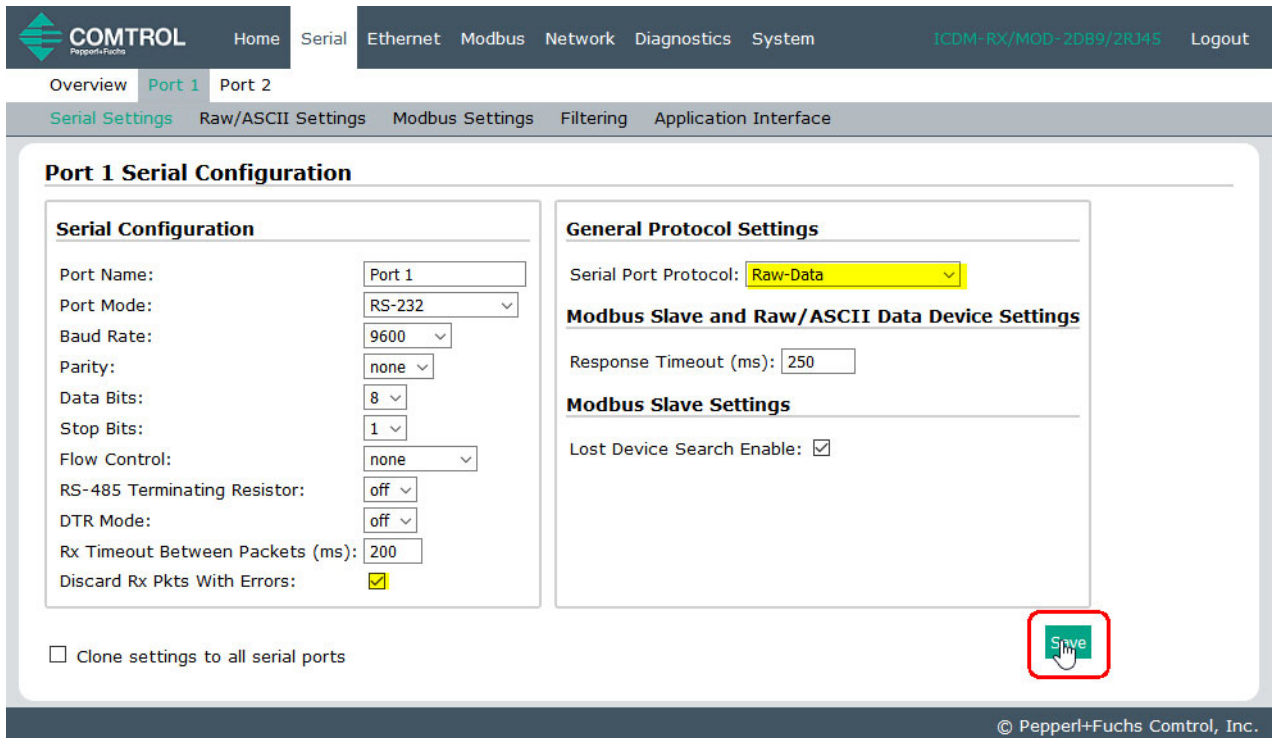 COMTROL
Pepperl+Fuchs
Home Serial Ethernet Modbus Network Diagnostics System ICDM-RX/MOD-2DB9/2RJ45 Logout
Overview Port 1 Port 2
Serial Settings Raw/ASCII Settings Modbus Settings Filtering Application Interface
Port 1 Serial Configuration
Serial Configuration
Port Name: Port 1
Port Mode: RS-232
Baud Rate: 9600
Parity: none
Data Bits: 8
Stop Bits: 1
Flow Control: none
RS-485 Terminating Resistor: off
DTR Mode: off
Rx Timeout Between Packets (ms): 200
Discard Rx Pkts With Errors:
General Protocol Settings
Serial Port Protocol: Raw-Data
Modbus Slave and Raw/ASCII Data Device Settings
Response Timeout (ms): 250
Modbus Slave Settings
Lost Device Search Enable:
Clone settings to all serial ports
Save
© Pepperl+Fuchs Comtrol, Inc.